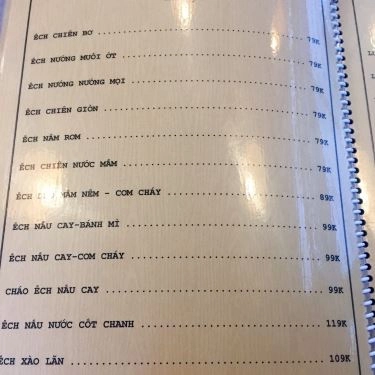 ẾCH CHIÊN BƠ .......... 79K
ẾCH NƯỚNG MUỐI ỚT .......... 79K
ẾCH NƯỚNG NƯỚNG MỌI .......... 79K
ẾCH CHIÊN GIÒN .......... 79K
ẾCH NẤM RƠM .......... 79K
ẾCH CHIÊN NƯỚC MẮM .......... 79K
ẾCH MẮM NÊM - CƠM CHÁY .......... 89K
ẾCH NẤU CAY-BÁNH MÌ .......... 99K
ẾCH NẤU CAY-CƠM CHÁY .......... 99K
CHÁO ẾCH NẤU CAY .......... 99K
ẾCH NẤU NƯỚC CỐT CHANH .......... 119K
ẾCH XÀO LĂN .......... 109K